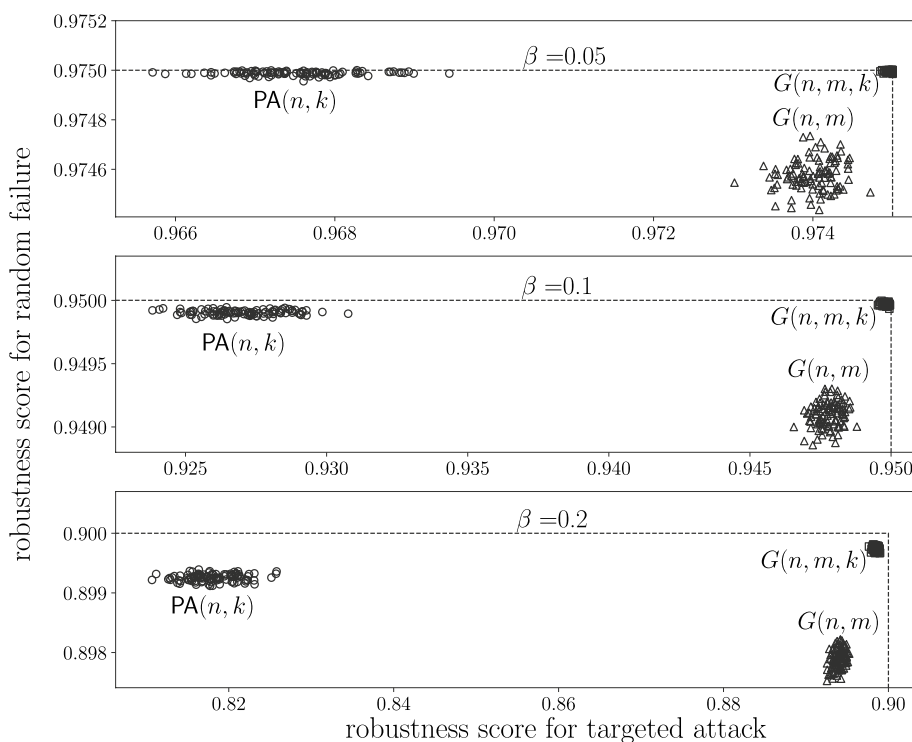 robustness score for random failure
0.9752
0.9750
0.9748
0.9746
β =0.05
PA(n, k)
G(n, m, k)
G(n, m)
0.966 0.968 0.970 0.972 0.974
0.9500
0.9495
0.9490
β =0.1
PA(n, k)
G(n, m, k)
G(n, m)
0.925 0.930 0.935 0.940 0.945 0.950
0.900
0.899
0.898
β =0.2
PA(n, k)
G(n, m, k)
G(n, m)
0.82 0.84 0.86 0.88 0.90
robustness score for targeted attack